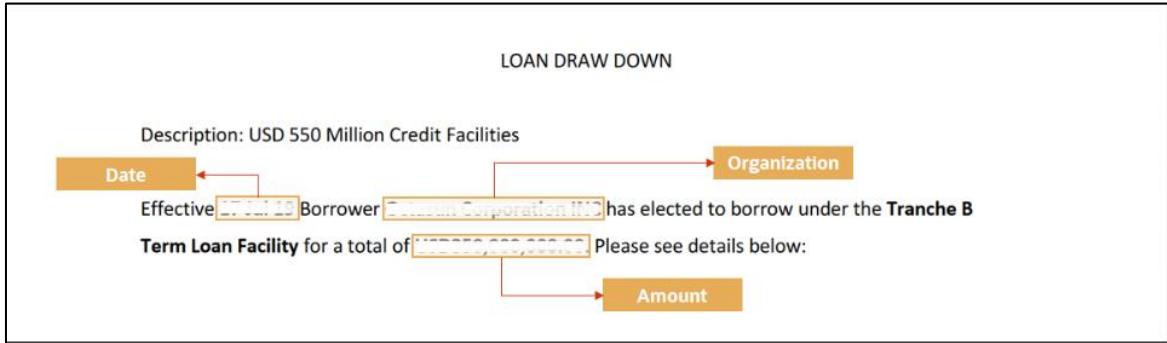 LOAN DRAW DOWN
Description: USD 550 Million Credit Facilities
Organization
Date
Effective Borrower Corporation has elected to borrow under the Tranche B
Term Loan Facility for a total of Please see details below:
Amount